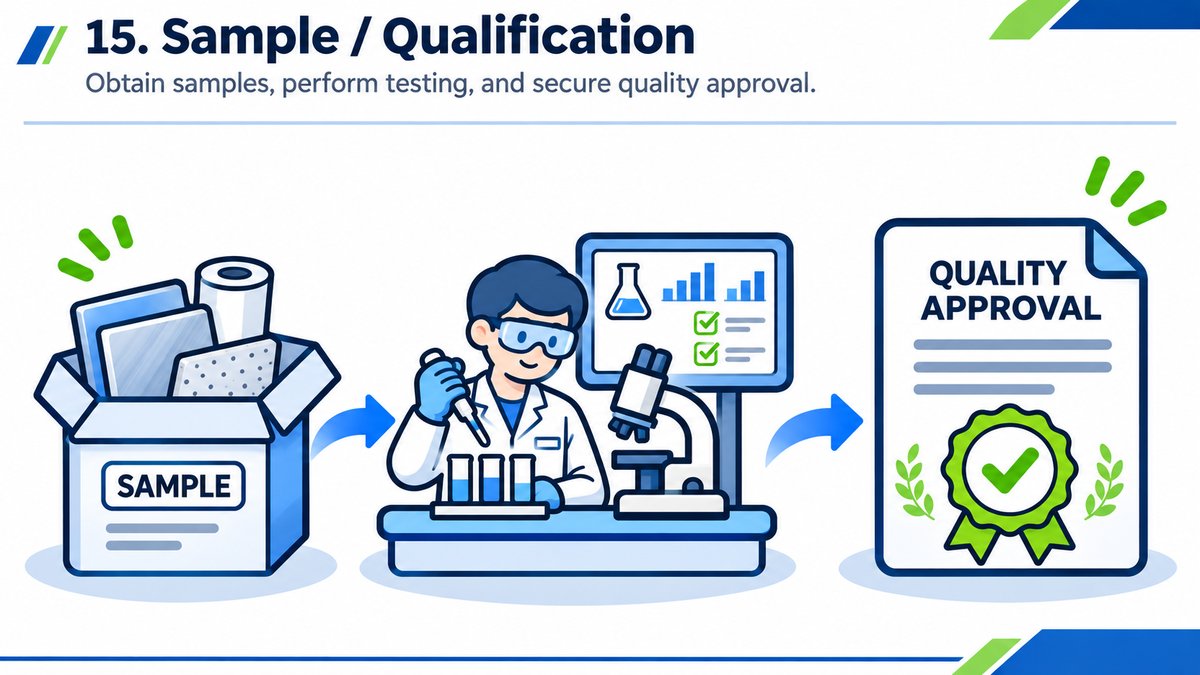 15. Sample / Qualification
Obtain samples, perform testing, and secure quality approval.
SAMPLE
QUALITY
APPROVAL